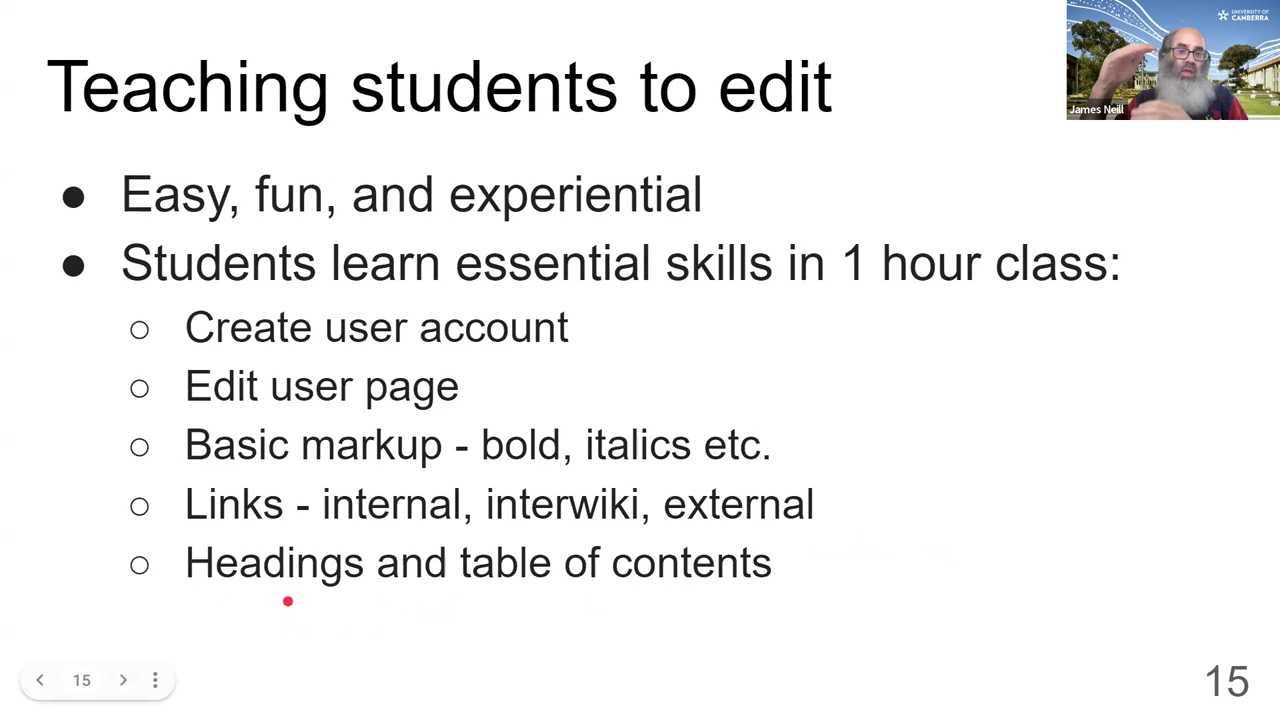 Teaching students to edit
UNIVERSITY OF
CANBERRA
James Neill
● Easy, fun, and experiential
● Students learn essential skills in 1 hour class:
○ Create user account
○ Edit user page
○ Basic markup - bold, italics etc.
○ Links - internal, interwiki, external
○ Headings and table of contents
15
15